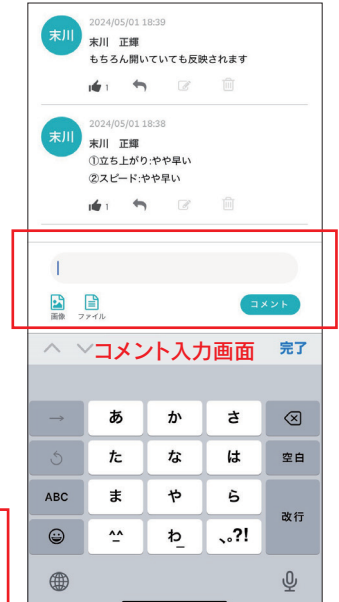 2024/05/01 18:39
末川
末川　正輝
もちろん開いていても反映されます
1
2024/05/01 18:38
末川
末川　正輝
①立ち上がり:やや早い
②スピード:やや早い
1
画像 ファイル コメント
コメント入力画面 完了
→ あ か さ
た な は 空白
ABC ま や ら
改行
^^ わ_ 、。?!